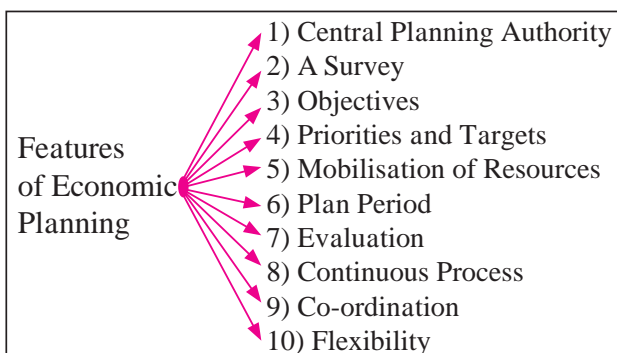 Features
of Economic
Planning
1) Central Planning Authority
2) A Survey
3) Objectives
4) Priorities and Targets
5) Mobilisation of Resources
6) Plan Period
7) Evaluation
8) Continuous Process
9) Co-ordination
10) Flexibility